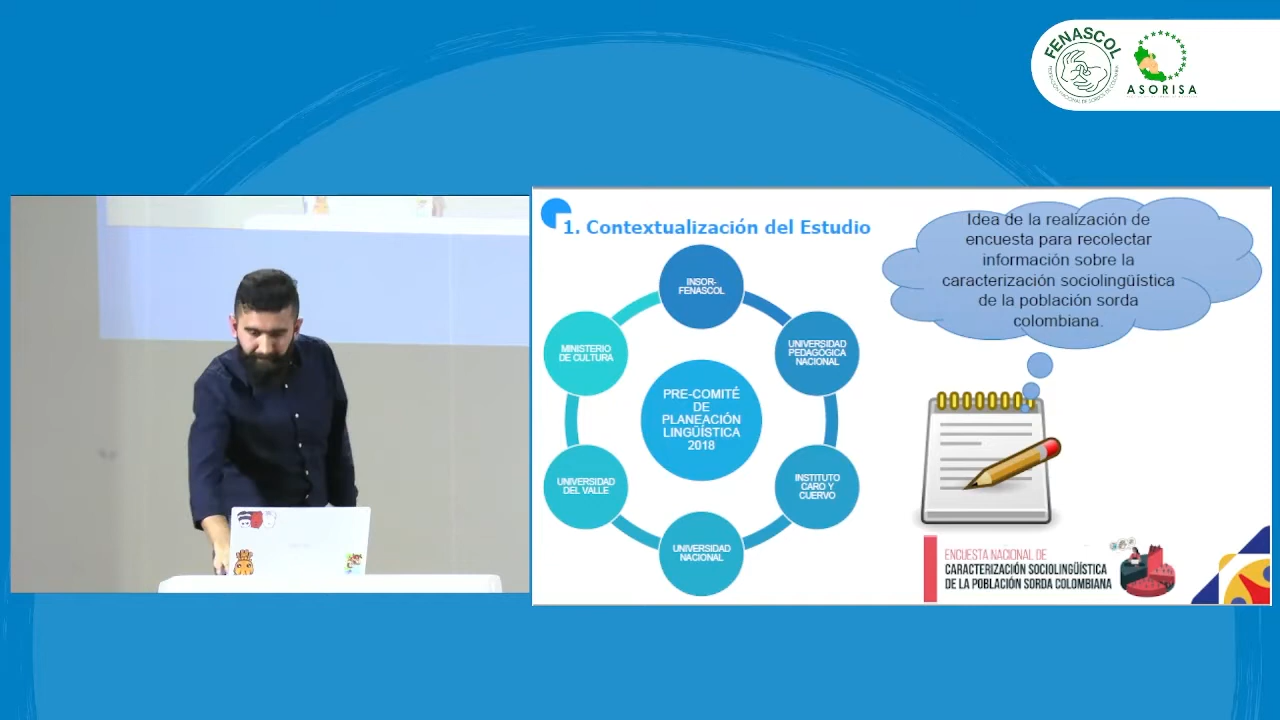 FENASCOL
ASORISA
1. Contextualización del Estudio
INSOR-
FENASCOL
UNIVERSIDAD
PEDAGÓGICA
NACIONAL
INSTITUTO
CARO Y
CUERVO
UNIVERSIDAD
NACIONAL
UNIVERSIDAD
DEL VALLE
MINISTERIO
DE CULTURA
PRE-COMITÉ
DE
PLANEACIÓN
LINGÜÍSTICA
2018
Idea de la realización de
encuesta para recolectar
información sobre la
caracterización sociolingüística
de la población sorda
colombiana.
ENCUESTA NACIONAL DE
CARACTERIZACIÓN SOCIOLINGÜÍSTICA
DE LA POBLACIÓN SORDA COLOMBIANA